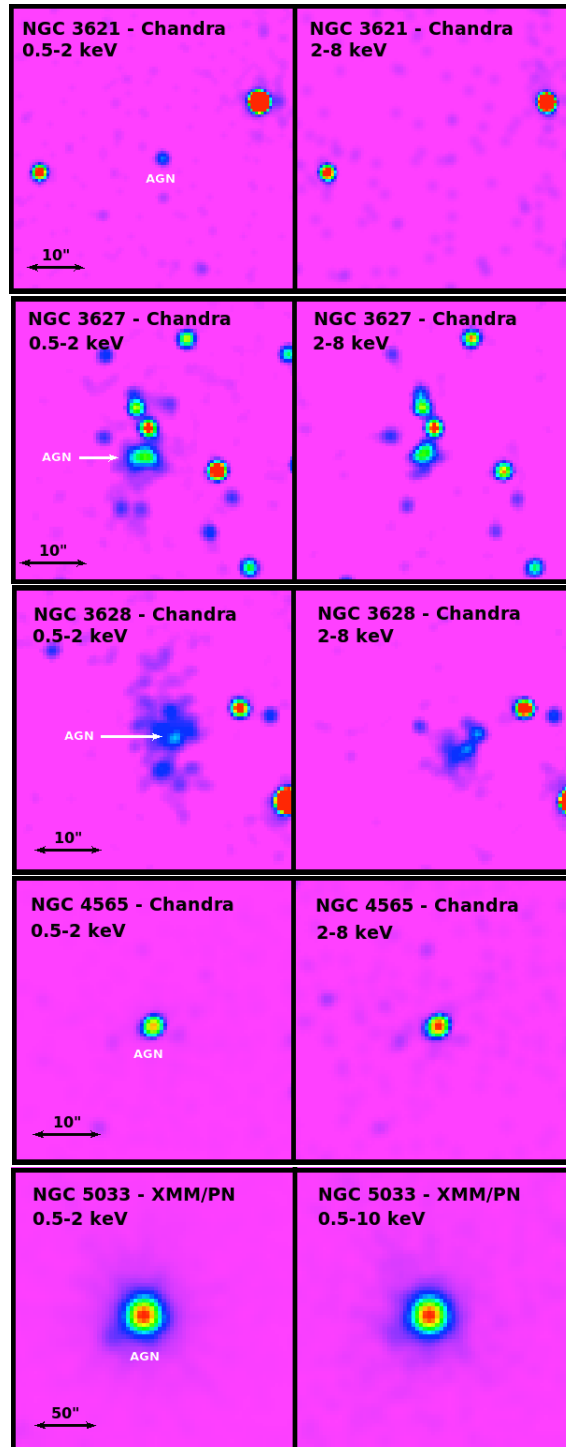 NGC 3621 - Chandra
0.5-2 keV
AGN
10"
NGC 3621 - Chandra
2-8 keV
NGC 3627 - Chandra
0.5-2 keV
AGN
10"
NGC 3627 - Chandra
2-8 keV
NGC 3628 - Chandra
0.5-2 keV
AGN
10"
NGC 3628 - Chandra
2-8 keV
NGC 4565 - Chandra
0.5-2 keV
AGN
10"
NGC 4565 - Chandra
2-8 keV
NGC 5033 - XMM/PN
0.5-2 keV
AGN
50"
NGC 5033 - XMM/PN
0.5-10 keV